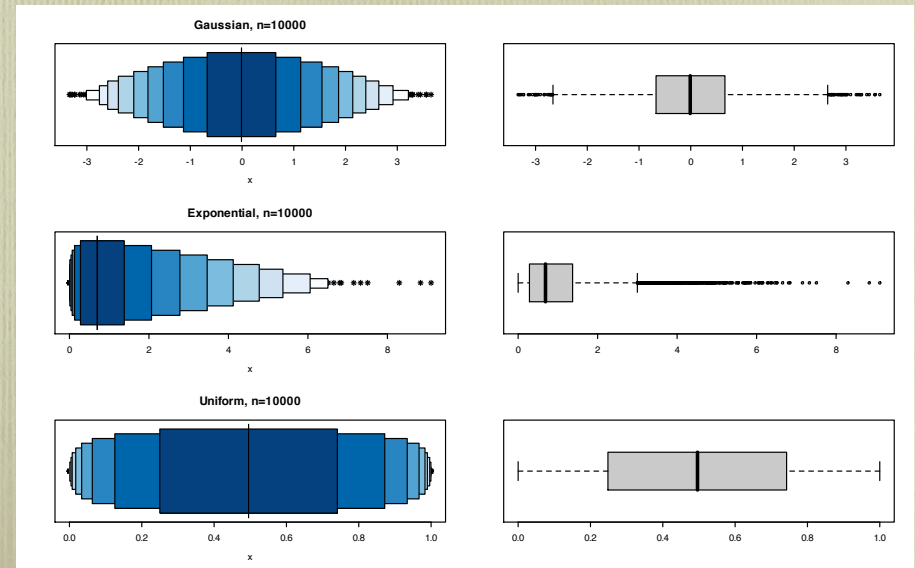 Gaussian, n=10000
-3 -2 -1 0 1 2 3
x
-3 -2 -1 0 1 2 3
Exponential, n=10000
0 2 4 6 8
x
0 2 4 6 8
Uniform, n=10000
0.0 0.2 0.4 0.6 0.8 1.0
x
0.0 0.2 0.4 0.6 0.8 1.0